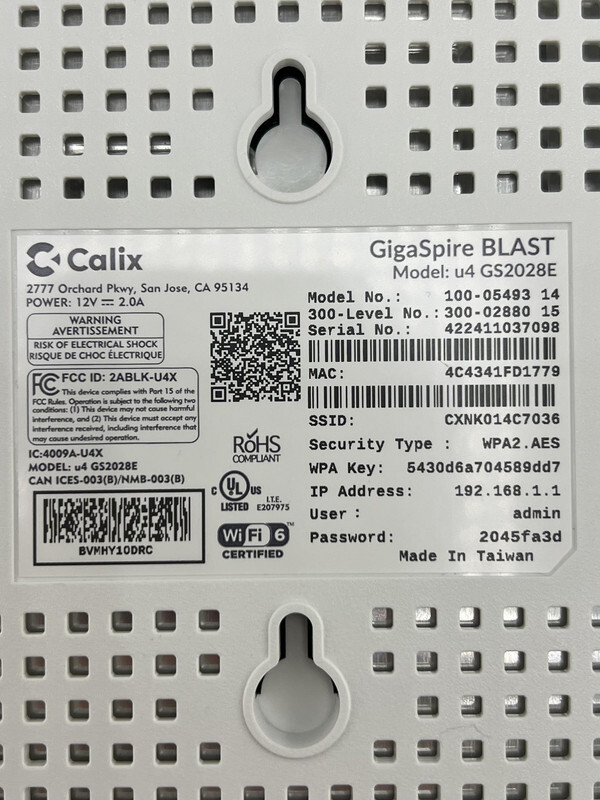 Calix
2777 Orchard Pkwy, San Jose, CA 95134
POWER: 12V ⎓ 2.0A
WARNING
AVERTISSEMENT
RISK OF ELECTRICAL SHOCK
RISQUE DE CHOC ÉLECTRIQUE
FC FCC ID: 2ABLK-U4X
This device complies with Part 15 of the
FCC Rules. Operation is subject to the following two
conditions: (1) This device may not cause harmful
interference, and (2) This device must accept any
interference received, including interference that
may cause undesired operation.
IC:4009A-U4X
MODEL: u4 GS2028E
CAN ICES-003(B)/NMB-003(B)
BVMHY10DRC
RoHS
COMPLIANT
C UL US
LISTED
I.T.E.
E207975
Wi Fi 6™
CERTIFIED
GigaSpire BLAST
Model: u4 GS2028E
Model No.: 100-05493 14
300-Level No.: 300-02880 15
Serial No.: 422411037098
MAC: 4C4341FD1779
SSID: CXNK014C7036
Security Type : WPA2.AES
WPA Key: 5430d6a704589dd7
IP Address: 192.168.1.1
User : admin
Password: 2045fa3d
Made In Taiwan